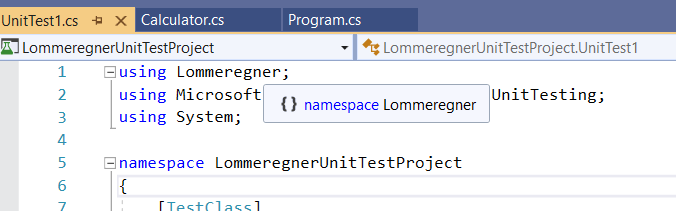 UnitTest1.cs Calculator.cs Program.cs
LommeregnerUnitTestProject LommeregnerUnitTestProject.UnitTest1
1 using Lommeregner;
2 using Microsoft UnitTesting;
{} namespace Lommeregner
3 using System;
4
5 namespace LommeregnerUnitTestProject
6 {
7 [TestClass]